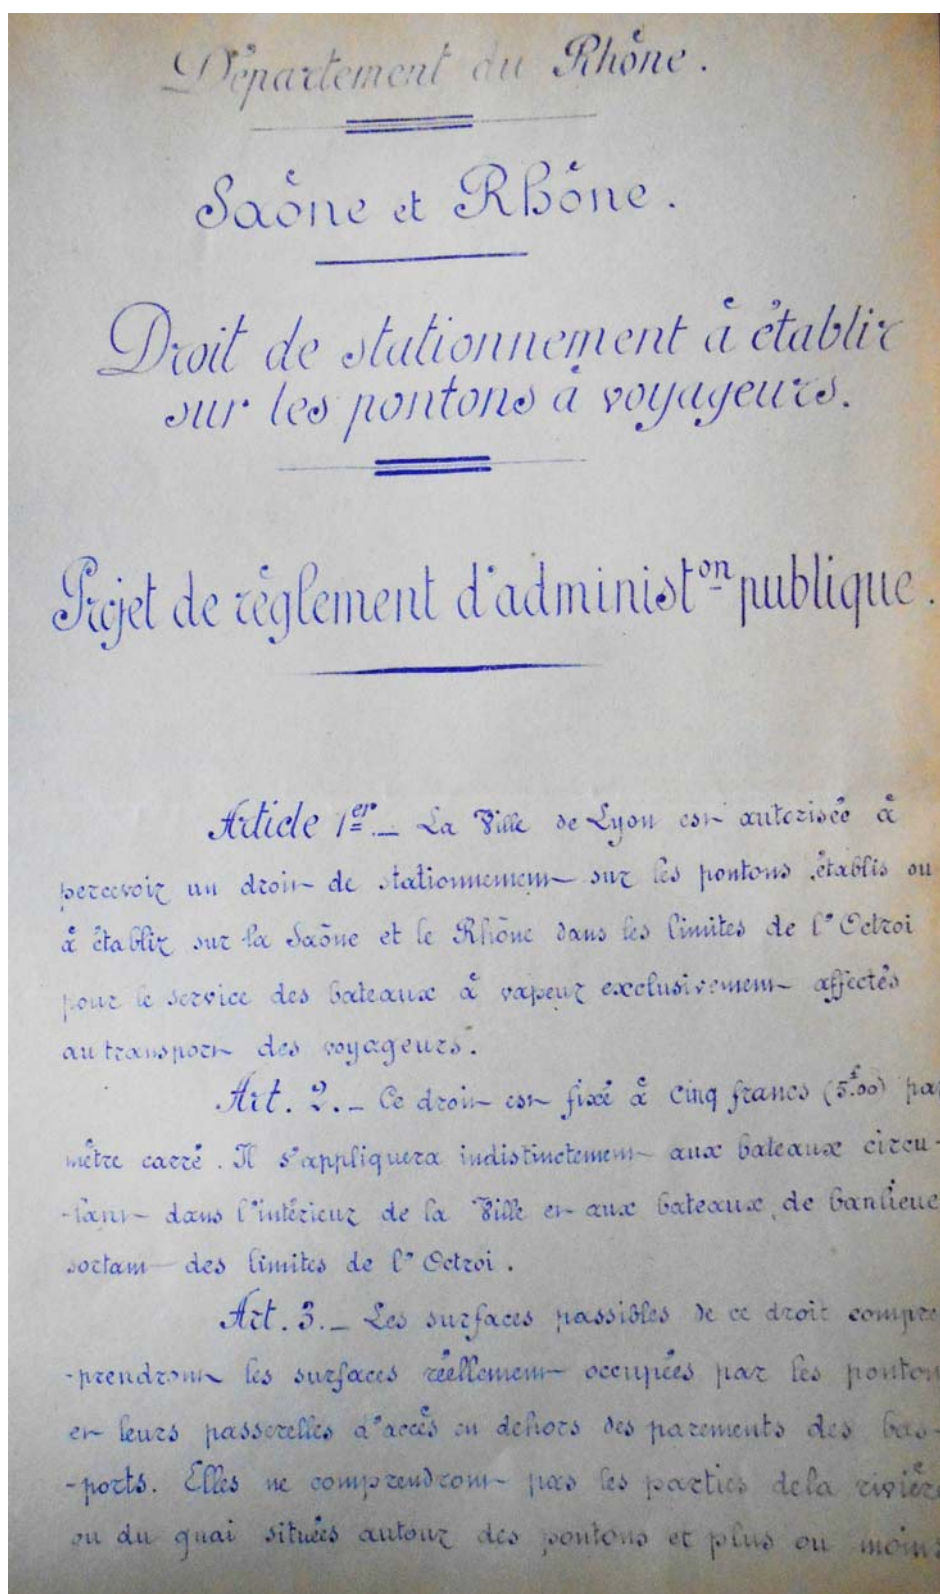 Département du Rhône.
Saône et Rhône.
Droit de stationnement à établir
sur les pontons à voyageurs.
Projet de règlement d'administon publique.
Article 1er. _ La Ville de Lyon est autorisée à
percevoir un droit de stationnement sur les pontons établis ou
à établir sur la Saône et le Rhône dans les limites de l'Octroi
pour le service des bateaux à vapeur exclusivement affectés
au transport des voyageurs.
Art. 2. _ Ce droit est fixé à cinq francs (5f.00) par
mètre carré. Il s'appliquera indistinctement aux bateaux circu-
-lant dans l'intérieur de la Ville et aux bateaux de banlieue
sortant des limites de l'Octroi.
Art. 3. _ Les surfaces passibles de ce droit compre
-prendront les surfaces réellement occupées par les ponton
et leurs passerelles d'accès en dehors des parements des bas-
-ports. Elles ne comprendront pas les parties de la rivière
ou du quai situées autour des pontons et plus ou moins